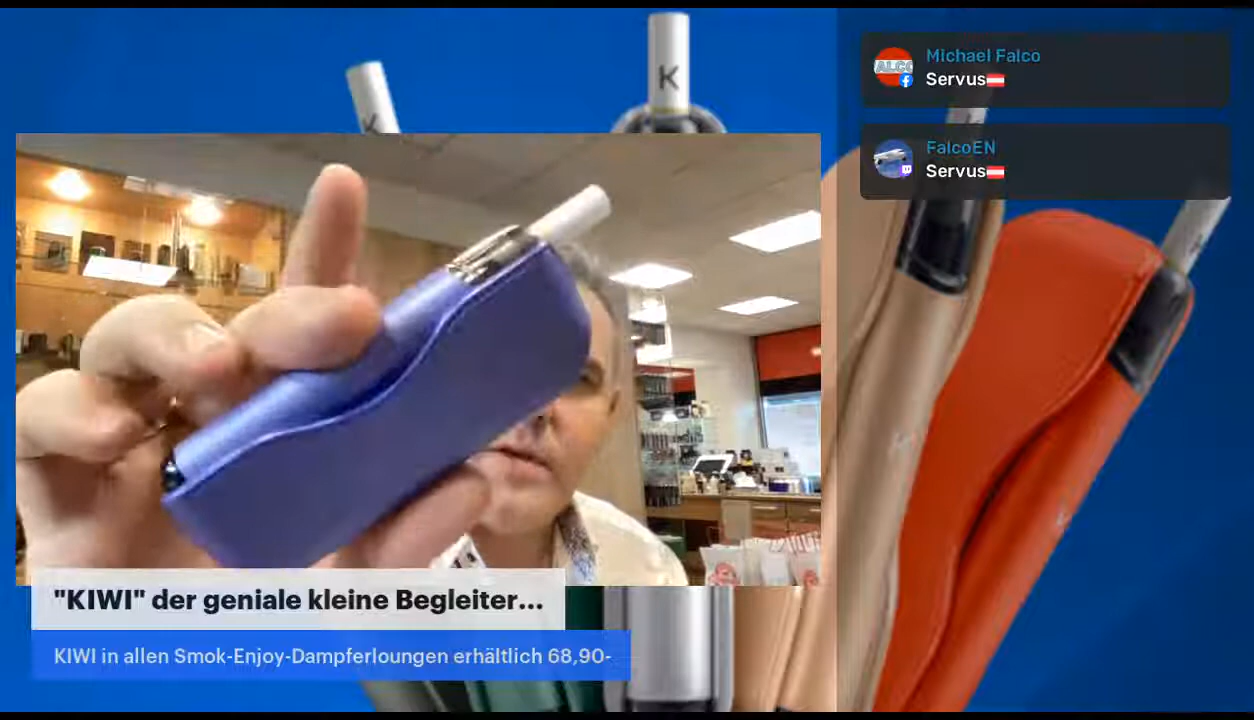 K
K
Michael Falco
Servus🇦🇹
FalcoEN
Servus🇦🇹
"KIWI" der geniale kleine Begleiter...
KIWI in allen Smok-Enjoy-Dampferloungen erhältlich 68,90-